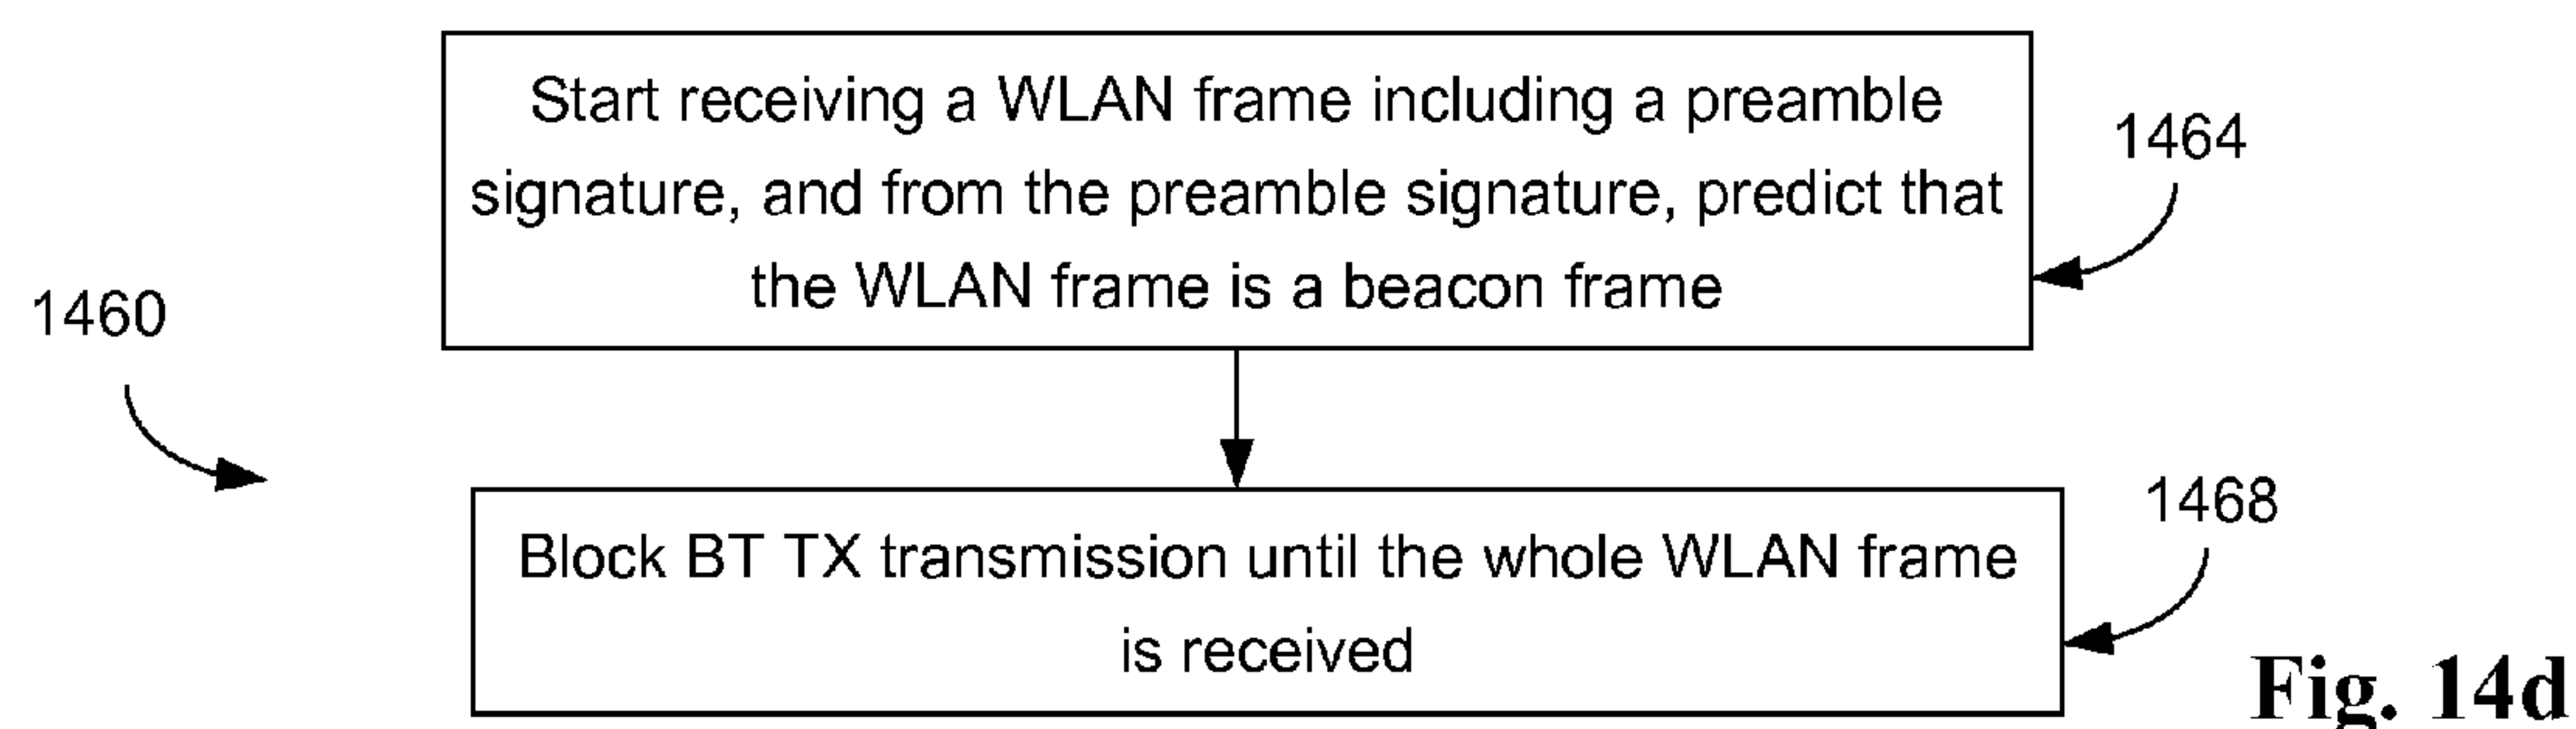 Start receiving a WLAN frame including a preamble
signature, and from the preamble signature, predict that
the WLAN frame is a beacon frame
1464
1460
Block BT TX transmission until the whole WLAN frame
is received
1468
Fig. 14d